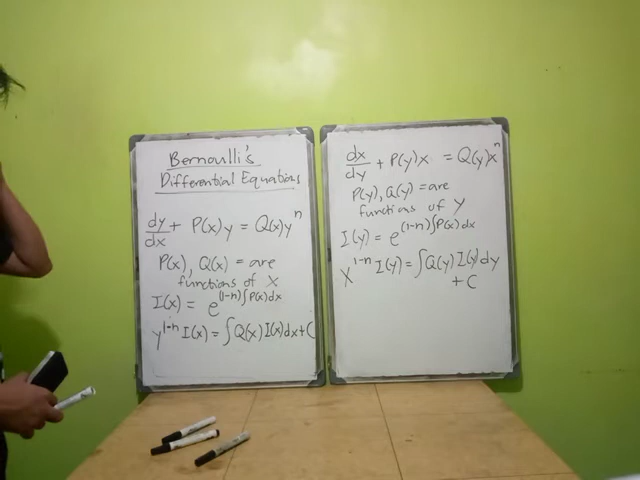 Bernoulli's
Differential Equations
dy/dx + P(x)y = Q(x)y^n
P(x), Q(x) = are
functions of x
I(x) = e^(1-n)∫P(x)dx
y^1-n I(x) = ∫Q(x)I(x)dx+C
dx/dy + P(y)x = Q(y)x^n
P(y), Q(y) = are
functions of y
I(y) = e^(1-n)∫P(x)dx
x^1-n I(y) = ∫Q(y)I(y)dy
+ C